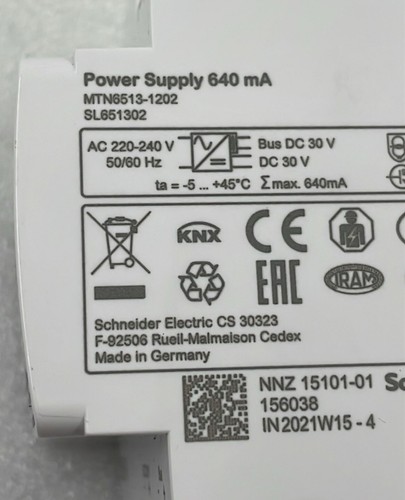 Power Supply 640 mA
MTN6513-1202
SL651302
AC 220-240 V
50/60 Hz
Bus DC 30 V
DC 30 V
ta = -5 ... +45°C Σmax. 640mA
KNX
CE
EAC
IRAM
Schneider Electric CS 30323
F-92506 Rueil-Malmaison Cedex
Made in Germany
NNZ 15101-01
156038
IN2021W15 - 4